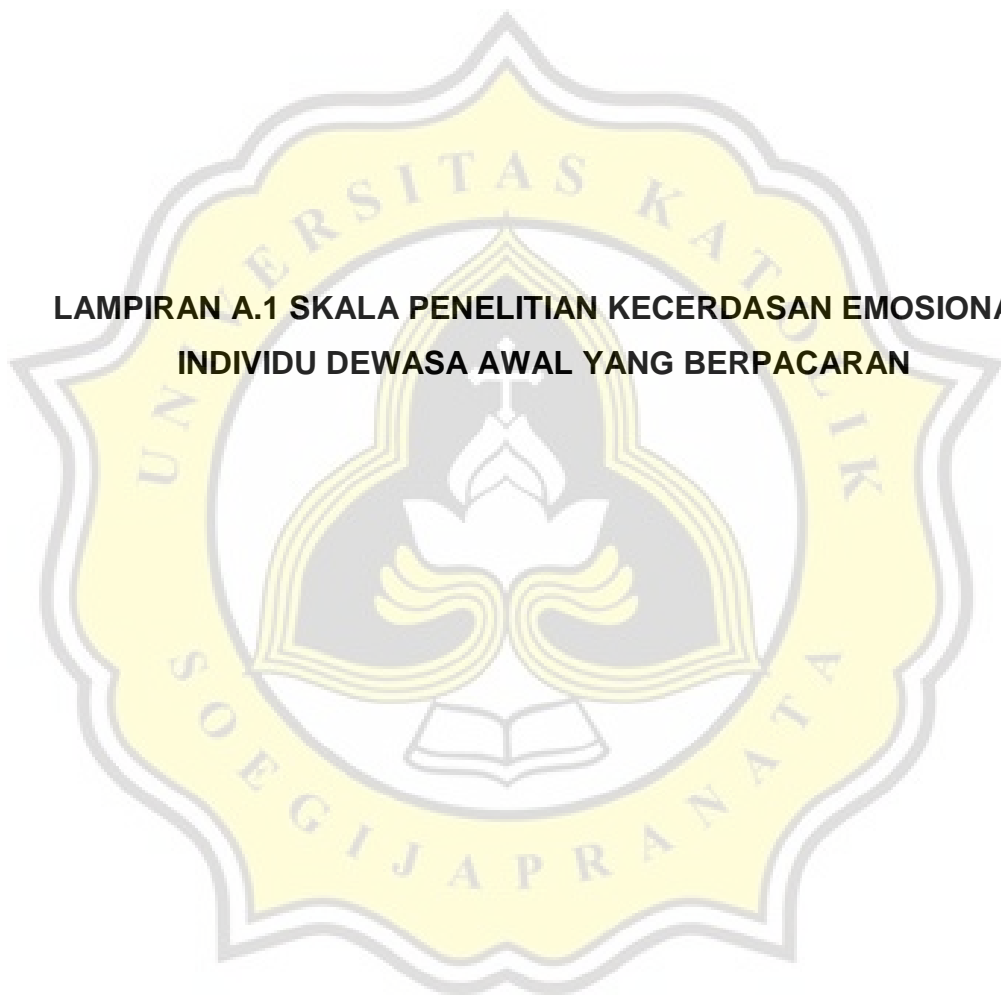 LAMPIRAN A.1 SKALA PENELITIAN KECERDASAN EMOSIONA
INDIVIDU DEWASA AWAL YANG BERPACARAN
UNIVERSITAS KATOLIK
SOEGIJAPRANATA